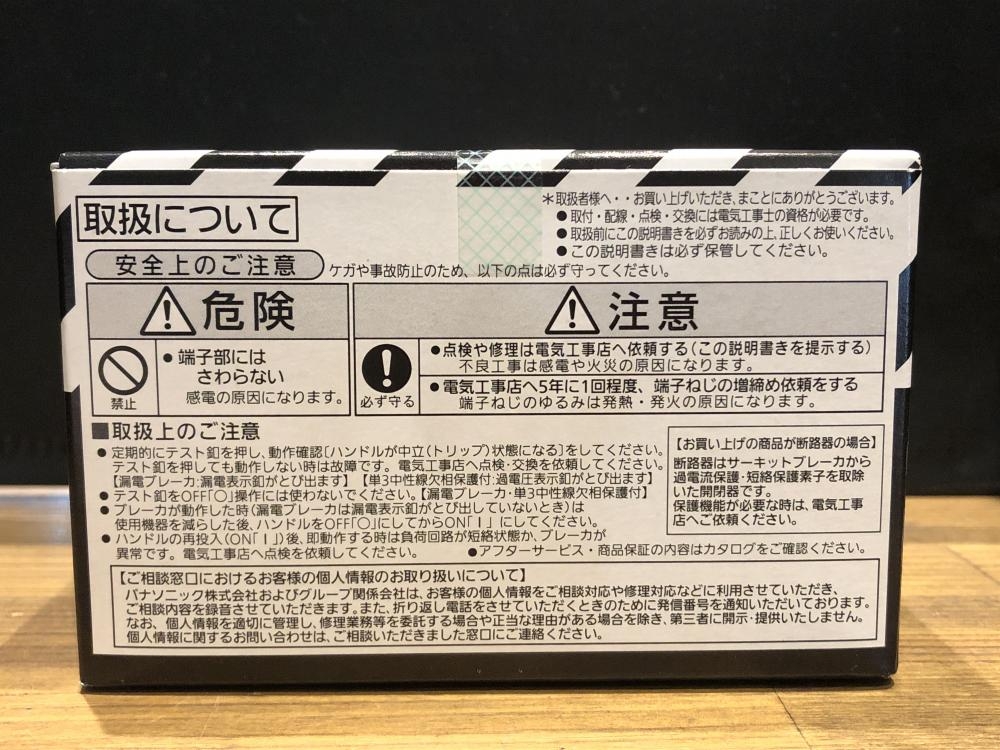 取扱について
＊取扱者様へ・・お買い上げいただき、まことにありがとうございます。
●取付・配線・点検・交換には電気工事士の資格が必要です。
●取扱前にこの説明書きを必ずお読みの上、正しくお使いください。
●この説明書きは必ず保管してください。
安全上のご注意 ケガや事故防止のため、以下の点は必ず守ってください。
危険
禁止
●端子部には
さわらない
感電の原因になります。
注意
必ず守る
●点検や修理は電気工事店へ依頼する（この説明書きを提示する）
不良工事は感電や火災の原因になります。
●電気工事店へ5年に1回程度、端子ねじの増締め依頼をする
端子ねじのゆるみは発熱・発火の原因になります。
■取扱上のご注意
●定期的にテスト釦を押し、動作確認〔ハンドルが中立（トリップ）状態になる〕をしてください。
テスト釦を押しても動作しない時は故障です。電気工事店へ点検・交換を依頼してください。
【漏電ブレーカ:漏電表示釦がとび出ます】【単3中性線欠相保護付:過電圧表示釦がとび出ます】
●テスト釦をOFF「○」操作には使わないでください。【漏電ブレーカ・単3中性線欠相保護付】
●ブレーカが動作した時（漏電ブレーカは漏電表示釦がとび出していないとき）は
使用機器を減らした後、ハンドルをOFF「○」にしてからON「｜」にしてください。
●ハンドルの再投入（ON「｜」）後、即動作する時は負荷回路が短絡状態か、ブレーカが
異常です。電気工事店へ点検を依頼してください。
●アフターサービス・商品保証の内容はカタログをご確認ください。
【お買い上げの商品が断路器の場合】
断路器はサーキットブレーカから
過電流保護・短絡保護素子を取除
いた開閉器です。
保護機能が必要な時は、電気工事
店へご依頼ください。
【ご相談窓口におけるお客様の個人情報のお取り扱いについて】
パナソニック株式会社およびグループ関係会社は、お客様の個人情報をご相談対応や修理対応などに利用させていただき、
ご相談内容を録音させていただきます。また、折り返し電話をさせていただくときのために発信番号を通知いただいております。
なお、個人情報を適切に管理し、修理業務等を委託する場合や正当な理由がある場合を除き、第三者に開示・提供いたしません。
個人情報に関するお問い合わせは、ご相談いただきました窓口にご連絡ください。